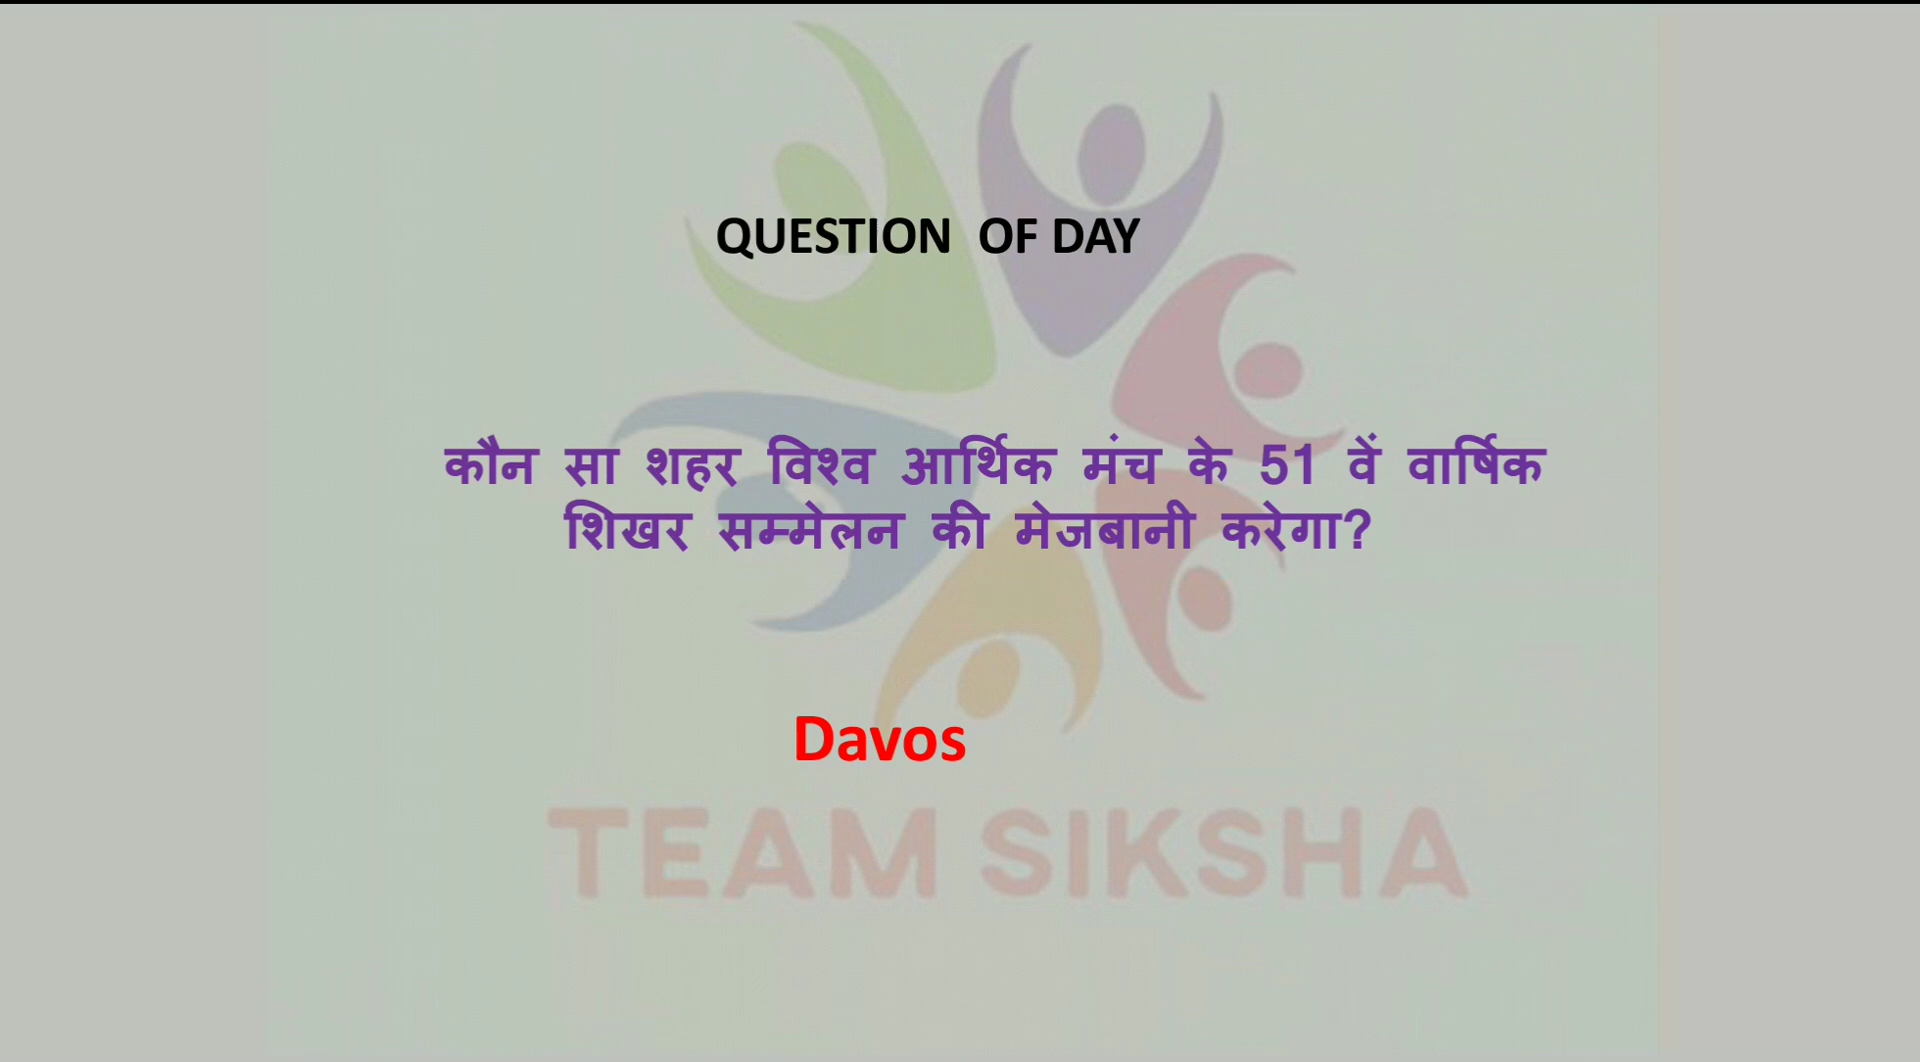 QUESTION OF DAY
कौन सा शहर विश्व आर्थिक मंच के 51 वें वार्षिक
शिखर सम्मेलन की मेजबानी करेगा?
Davos
TEAM SIKSHA